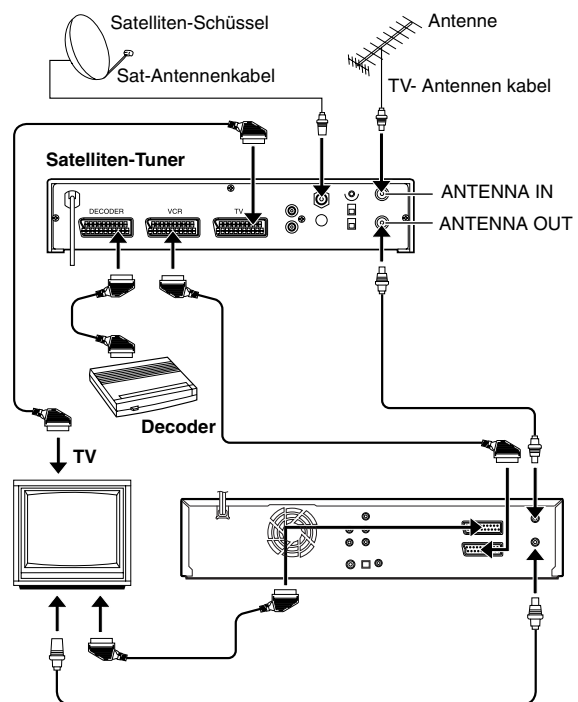 Satelliten-Schüssel
Antenne
Sat-Antennenkabel
TV- Antennen kabel
Satelliten-Tuner
DECODER
VCR
TV
ANTENNA IN
ANTENNA OUT
Decoder
TV